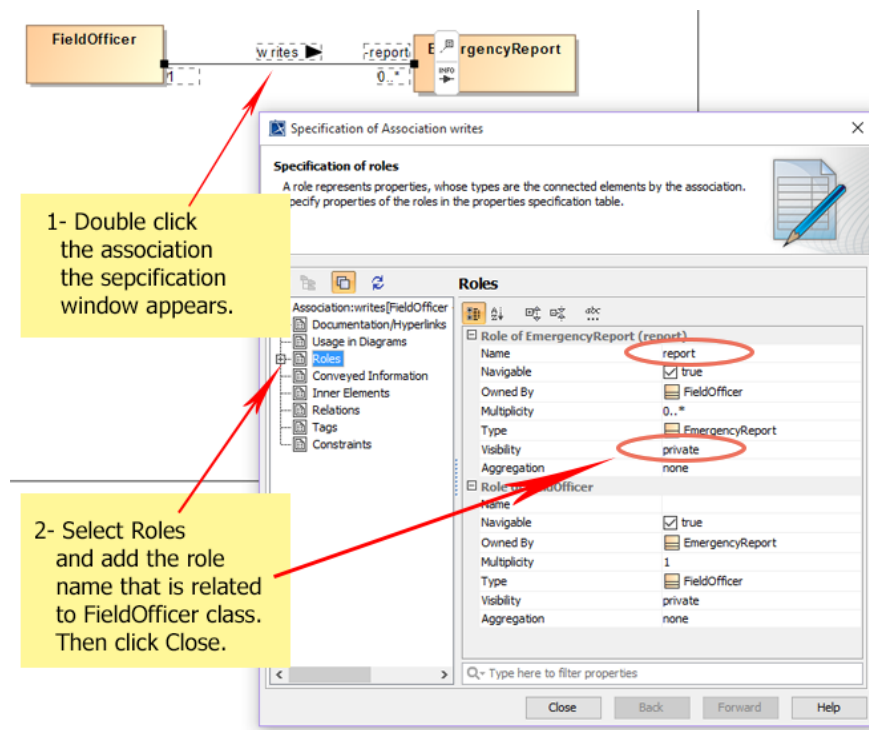 FieldOfficer
writes
-report
E rgencyReport
1
0..*
INFO
Specification of Association writes
Specification of roles
A role represents properties, whose types are the connected elements by the association.
pecify properties of the roles in the properties specification table.
1- Double click
the association
the sepcification
window appears.
Roles
Association:writes[FieldOfficer
Documentation/Hyperlinks
Usage in Diagrams
Roles
Conveyed Information
Inner Elements
Relations
Tags
Constraints
abc
Role of EmergencyReport (report)
Name report
Navigable true
Owned By FieldOfficer
Multiplicity 0..*
Type EmergencyReport
Visibility private
Aggregation none
Role of FieldOfficer
Name
Navigable true
Owned By EmergencyReport
Multiplicity 1
Type FieldOfficer
Visibility private
Aggregation none
2- Select Roles
and add the role
name that is related
to FieldOfficer class.
Then click Close.
Type here to filter properties
Close Back Forward Help